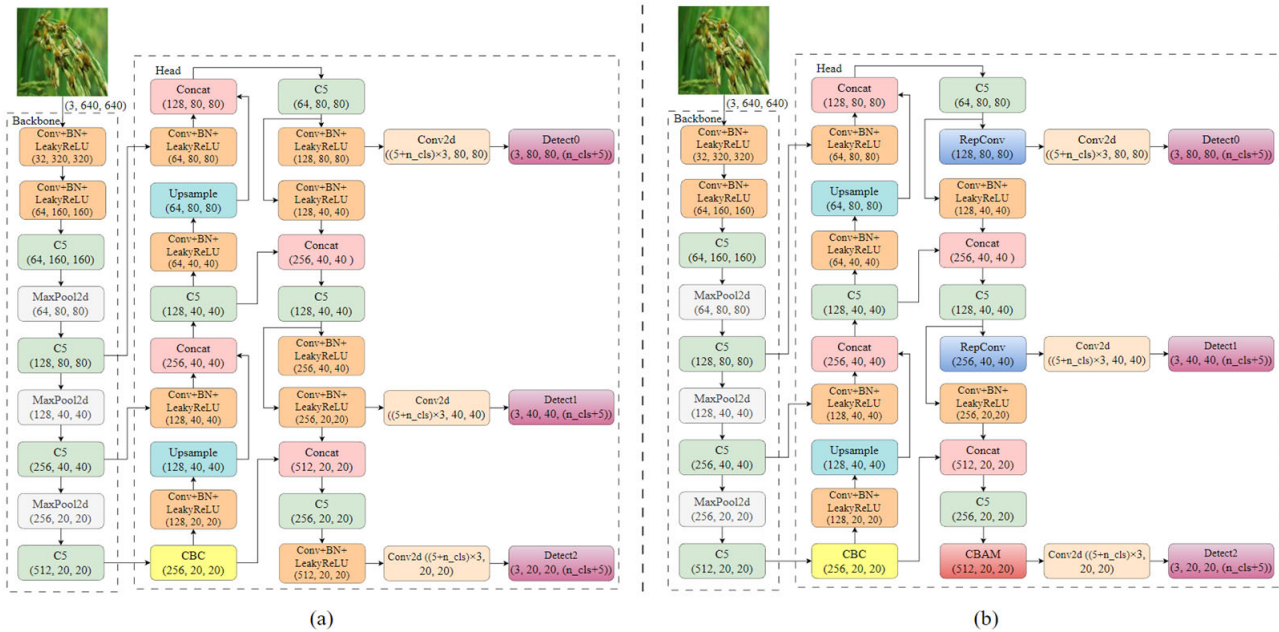 (3, 640, 640)
Backbone
Conv+BN+
LeakyReLU
(32, 320, 320)
Conv+BN+
LeakyReLU
(64, 160, 160)
C5
(64, 160, 160)
MaxPool2d
(64, 80, 80)
C5
(128, 80, 80)
MaxPool2d
(128, 40, 40)
C5
(256, 40, 40)
MaxPool2d
(256, 20, 20)
C5
(512, 20, 20)
Head
Concat
(128, 80, 80)
Conv+BN+
LeakyReLU
(64, 80, 80)
Upsample
(64, 80, 80)
Conv+BN+
LeakyReLU
(64, 40, 40)
C5
(128, 40, 40)
Concat
(256, 40, 40)
Conv+BN+
LeakyReLU
(128, 40, 40)
Upsample
(128, 40, 40)
Conv+BN+
LeakyReLU
(128, 20, 20)
CBC
(256, 20, 20)
C5
(64, 80, 80)
Conv+BN+
LeakyReLU
(128, 80, 80)
Conv+BN+
LeakyReLU
(128, 40, 40)
Concat
(256, 40, 40 )
C5
(128, 40, 40)
Conv+BN+
LeakyReLU
(256, 40, 40)
Conv+BN+
LeakyReLU
(256, 20,20)
Concat
(512, 20, 20)
C5
(256, 20, 20)
Conv+BN+
LeakyReLU
(512, 20, 20)
Conv2d
((5+n_cls)×3, 80, 80)
Detect0
(3, 80, 80, (n_cls+5))
Conv2d
((5+n_cls)×3, 40, 40)
Detect1
(3, 40, 40, (n_cls+5))
Conv2d ((5+n_cls)×3,
20, 20)
Detect2
(3, 20, 20, (n_cls+5))
(a)
(3, 640, 640)
Backbone
Conv+BN+
LeakyReLU
(32, 320, 320)
Conv+BN+
LeakyReLU
(64, 160, 160)
C5
(64, 160, 160)
MaxPool2d
(64, 80, 80)
C5
(128, 80, 80)
MaxPool2d
(128, 40, 40)
C5
(256, 40, 40)
MaxPool2d
(256, 20, 20)
C5
(512, 20, 20)
Head
Concat
(128, 80, 80)
Conv+BN+
LeakyReLU
(64, 80, 80)
Upsample
(64, 80, 80)
Conv+BN+
LeakyReLU
(64, 40, 40)
C5
(128, 40, 40)
Concat
(256, 40, 40)
Conv+BN+
LeakyReLU
(128, 40, 40)
Upsample
(128, 40, 40)
Conv+BN+
LeakyReLU
(128, 20, 20)
CBC
(256, 20, 20)
C5
(64, 80, 80)
RepConv
(128, 80, 80)
Conv+BN+
LeakyReLU
(128, 40, 40)
Concat
(256, 40, 40 )
C5
(128, 40, 40)
RepConv
(256, 40, 40)
Conv+BN+
LeakyReLU
(256, 20, 20)
Concat
(512, 20, 20)
C5
(256, 20, 20)
CBAM
(512, 20, 20)
Conv2d
((5+n_cls)×3, 80, 80)
Detect0
(3, 80, 80, (n_cls+5))
Conv2d
((5+n_cls)×3, 40, 40)
Detect1
(3, 40, 40, (n_cls+5))
Conv2d ((5+n_cls)×3,
20, 20)
Detect2
(3, 20, 20, (n_cls+5))
(b)